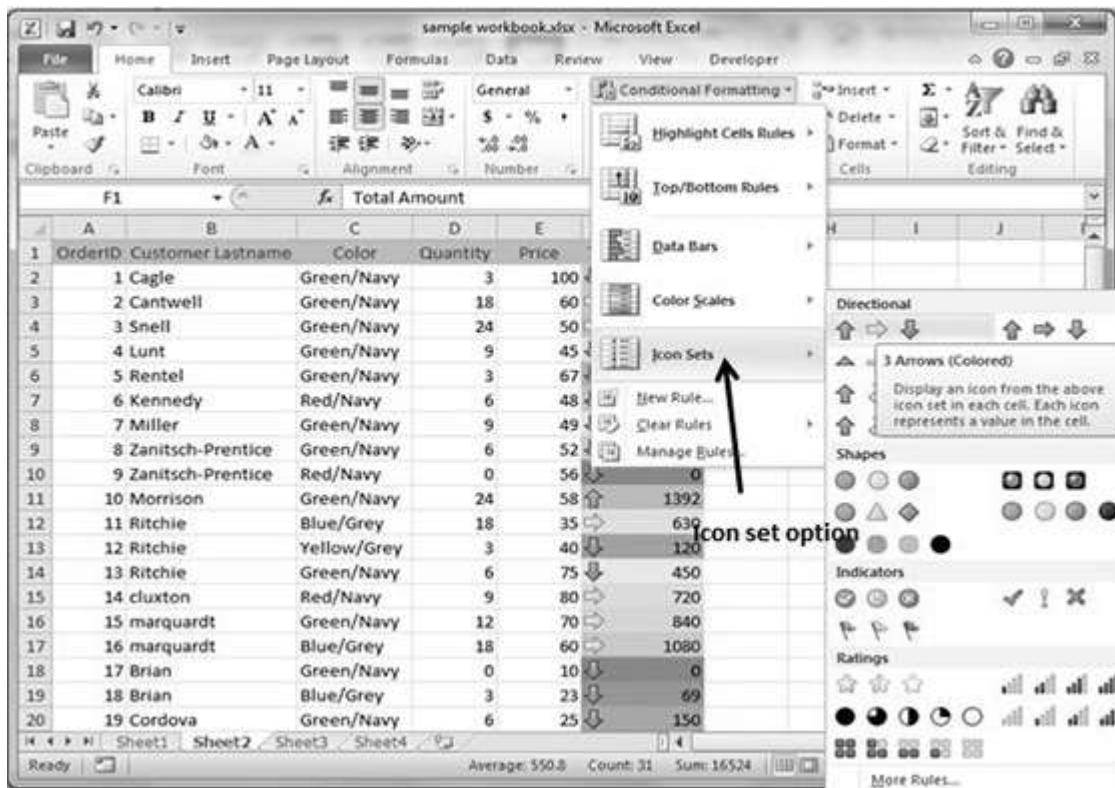 sample workbook.xlsx - Microsoft Excel
File Home Insert Page Layout Formulas Data Review View Developer
Calibri 11 General Conditional Formatting Insert Σ
Paste B I U A A $ % , Delete
A Format Sort & Filter Find & Select
Clipboard Font Alignment Number Cells Editing
F1 fx Total Amount
A B C D E H I J
1 OrderID Customer Lastname Color Quantity Price
2 1 Cagle Green/Navy 3 100
3 2 Cantwell Green/Navy 18 60
4 3 Snell Green/Navy 24 50
5 4 Lunt Green/Navy 9 45
6 5 Rentel Green/Navy 3 67
7 6 Kennedy Red/Navy 6 48
8 7 Miller Green/Navy 9 49
9 8 Zanitsch-Prentice Green/Navy 6 52
10 9 Zanitsch-Prentice Red/Navy 0 56 0
11 10 Morrison Green/Navy 24 58 1392
12 11 Ritchie Blue/Grey 18 35 630
13 12 Ritchie Yellow/Grey 3 40 120
14 13 Ritchie Green/Navy 6 75 450
15 14 cluxton Red/Navy 9 80 720
16 15 marquardt Green/Navy 12 70 840
17 16 marquardt Blue/Grey 18 60 1080
18 17 Brian Green/Navy 0 10 0
19 18 Brian Blue/Grey 3 23 69
20 19 Cordova Green/Navy 6 25 150
Highlight Cells Rules
Top/Bottom Rules
Data Bars
Color Scales
Icon Sets
New Rule...
Clear Rules
Manage Rules...
Icon set option
Directional
3 Arrows (Colored)
Display an icon from the above
icon set in each cell. Each icon
represents a value in the cell.
Shapes
Indicators
Ratings
More Rules...
Sheet1 Sheet2 Sheet3 Sheet4
Ready Average: 550.8 Count: 31 Sum: 16524